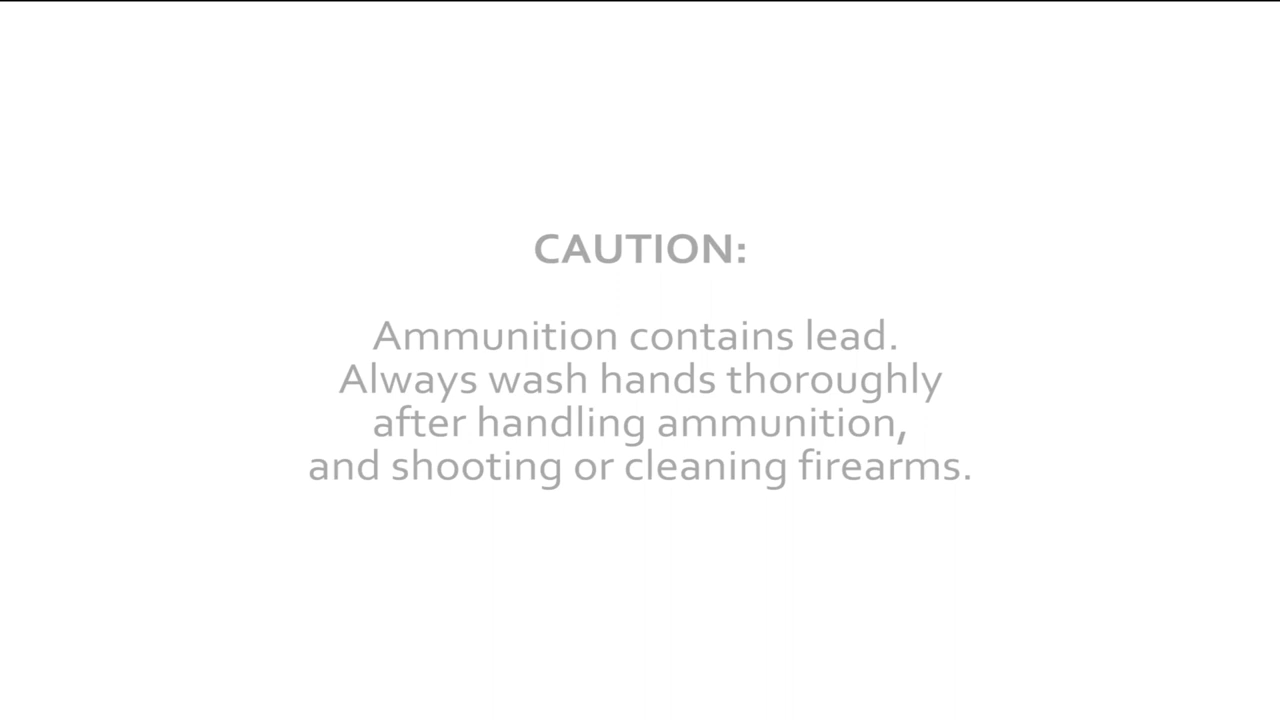 CAUTION:
Ammunition contains lead.
Always wash hands thoroughly
after handling ammunition,
and shooting or cleaning firearms.